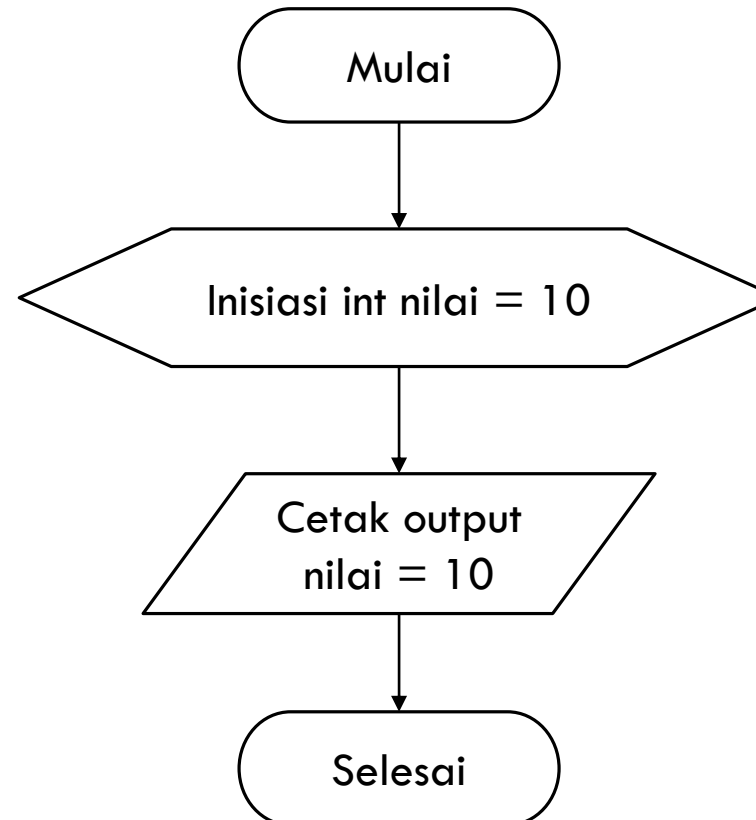 Mulai
Inisiasi int nilai = 10
Cetak output
nilai = 10
Selesai